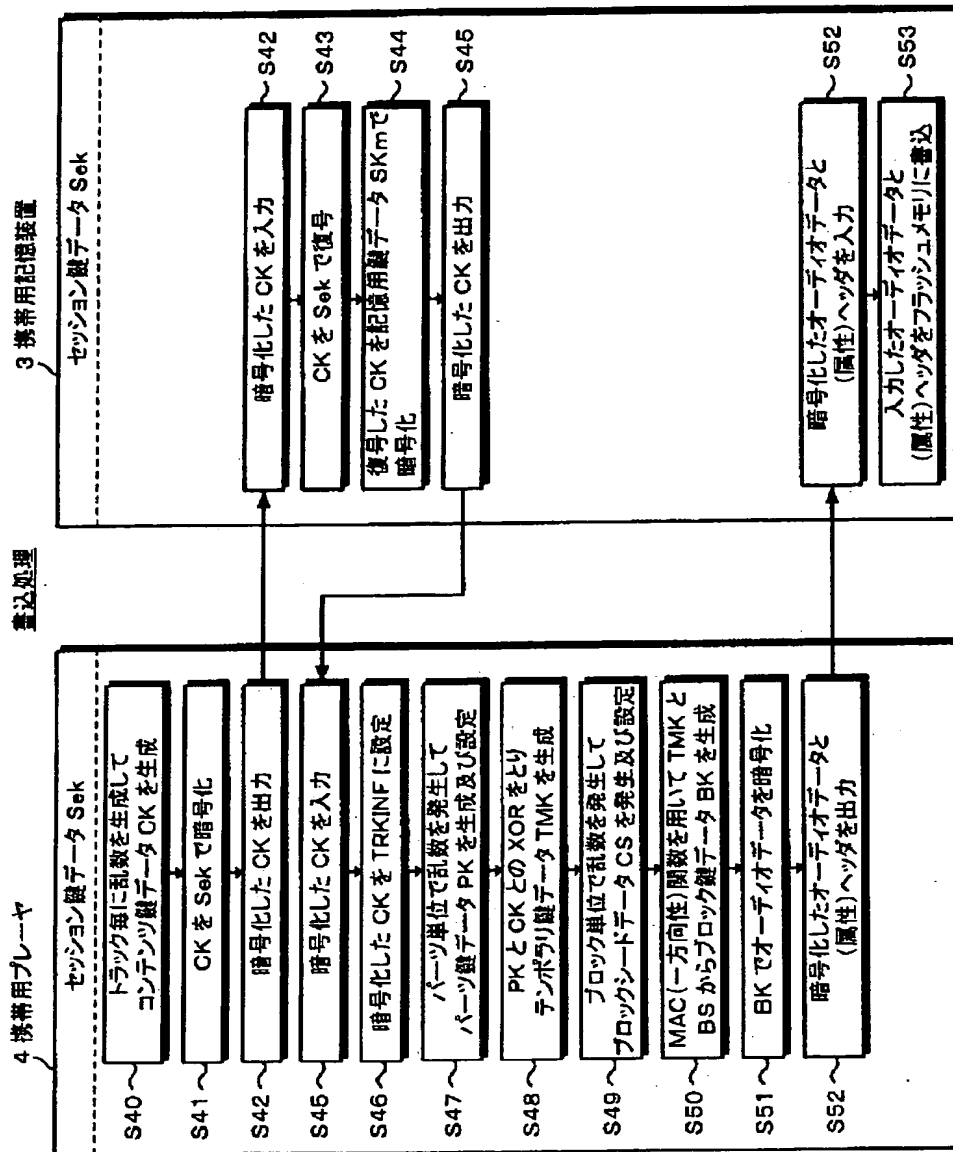 書込処理
4 携帯用プレーヤ
セッション鍵データ Sek
S40
トラック毎に乱数を生成して
コンテンツ鍵データ CK を生成
S41
CK を Sek で暗号化
S42
暗号化した CK を出力
S45
暗号化した CK を入力
S46
暗号化した CK を TRKINF に設定
S47
パーツ単位で乱数を発生して
パーツ鍵データ PK を生成及び設定
S48
PK と CK との XOR をとり
テンポラリ鍵データ TMK を生成
S49
ブロック単位で乱数を発生して
ブロックシードデータ CS を発生及び設定
S50
MAC(一方向性)関数を用いて TMK と
BS からブロック鍵データ BK を生成
S51
BK でオーディオデータを暗号化
S52
暗号化したオーディオデータと
(属性)ヘッダを出力
3 携帯用記憶装置
セッション鍵データ Sek
暗号化した CK を入力
S42
CK を Sek で復号
S43
復号した CK を記憶用鍵データ SKm で
暗号化
S44
暗号化した CK を出力
S45
暗号化したオーディオデータと
(属性)ヘッダを入力
S52
入力したオーディオデータと
(属性)ヘッダをフラッシュメモリに書込
S53